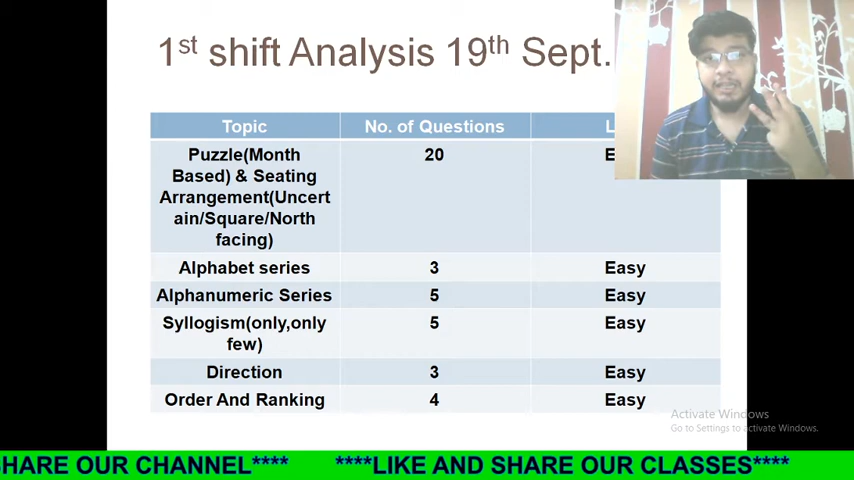 1st shift Analysis 19th Sept.
Topic
No. of Questions
Puzzle(Month
Based) & Seating
Arrangement(Uncert
ain/Square/North
facing)
20
Alphabet series
3
Easy
Alphanumeric Series
5
Easy
Syllogism(only,only
few)
5
Easy
Direction
3
Easy
Order And Ranking
4
Easy
Activate Windows
Go to Settings to activate Windows.
SHARE OUR CHANNEL**** ****LIKE AND SHARE OUR CLASSES****